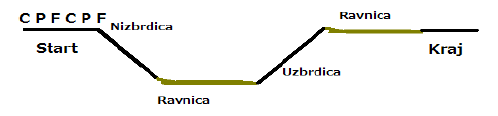 C P F C P F
Nizbrdica
Ravnica
Start
Kraj
Uzbrdica
Ravnica